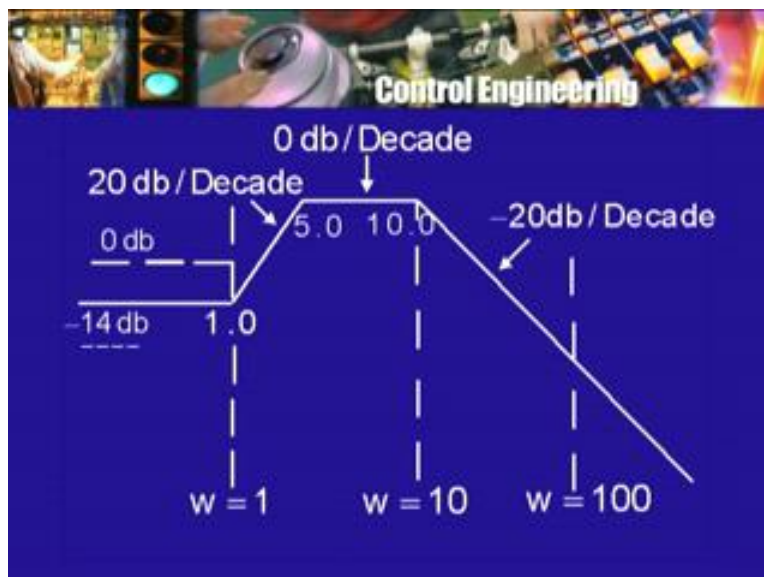 Control Engineering
0 db/Decade
20 db/Decade
5.0 10.0
–20db/Decade
0 db
–14 db
1.0
w = 1
w = 10
w = 100